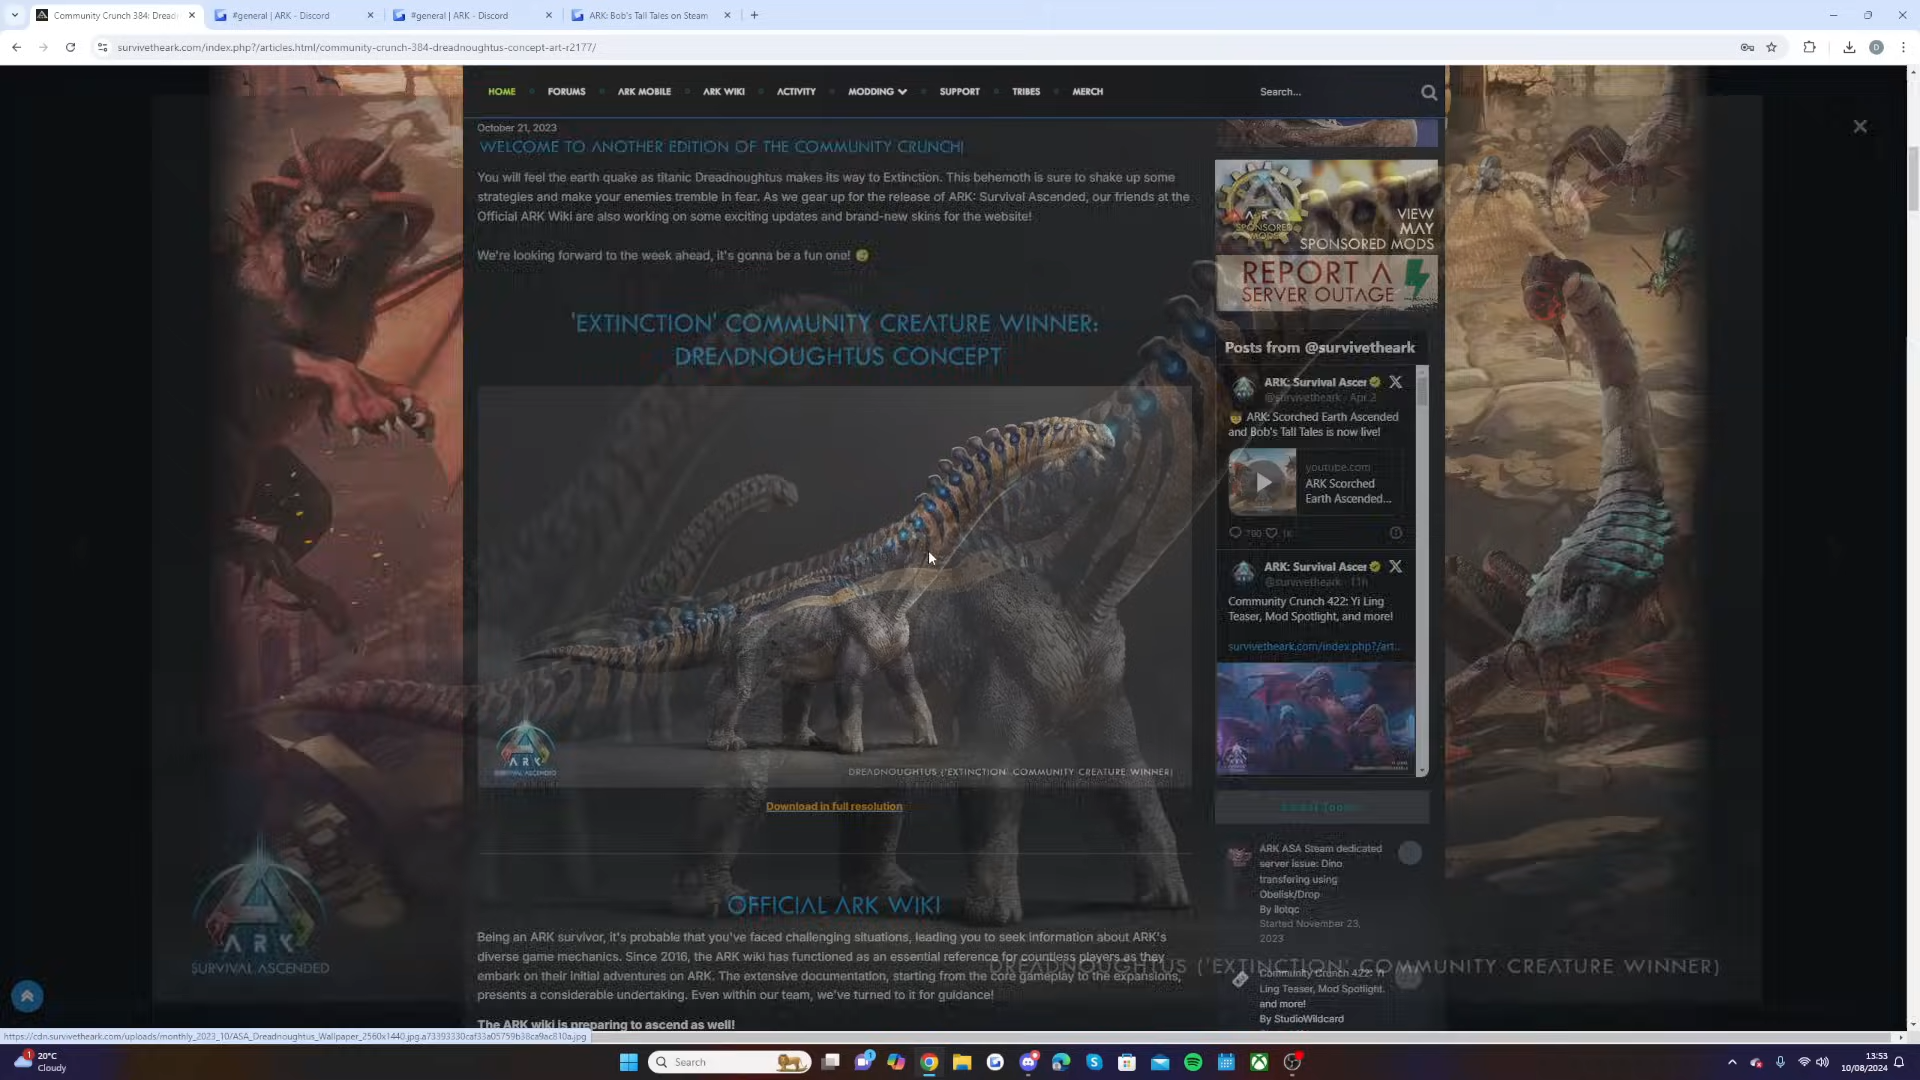 Community Crunch 384: Dread
#general | ARK - Discord
#general | ARK - Discord
ARK: Bob's Tall Tales on Steam
survivetheark.com/index.php?/articles.html/community-crunch-384-dreadnoughtus-concept-art-r2177/
HOME
FORUMS
ARK MOBILE
ARK WIKI
ACTIVITY
MODDING
SUPPORT
TRIBES
MERCH
Search...
October 21, 2023
WELCOME TO ANOTHER EDITION OF THE COMMUNITY CRUNCH!
You will feel the earth quake as titanic Dreadnoughtus makes its way to Extinction. This behemoth is sure to shake up some
strategies and make your enemies tremble in fear. As we gear up for the release of ARK: Survival Ascended, our friends at the
Official ARK Wiki are also working on some exciting updates and brand-new skins for the website!
We're looking forward to the week ahead, it's gonna be a fun one!
'EXTINCTION' COMMUNITY CREATURE WINNER:
DREADNOUGHTUS CONCEPT
ARK
SURVIVAL ASCENDED
DREADNOUGHTUS ('EXTINCTION' COMMUNITY CREATURE WINNER)
Download in full resolution
OFFICIAL ARK WIKI
Being an ARK survivor, it's probable that you've faced challenging situations, leading you to seek information about ARK's
diverse game mechanics. Since 2016, the ARK wiki has functioned as an essential reference for countless players as they
embark on their initial adventures on ARK. The extensive documentation, starting from the core gameplay to the expansions,
presents a considerable undertaking. Even within our team, we've turned to it for guidance!
The ARK wiki is preparing to ascend as well!
ARK
SPONSORED
MODS
VIEW
MAY
SPONSORED MODS
REPORT A
SERVER OUTAGE
Posts from @survivetheark
ARK: Survival Ascer
@survivetheark · Apr 2
ARK: Scorched Earth Ascended
and Bob's Tall Tales is now live!
youtube.com
ARK Scorched
Earth Ascended...
790
1K
ARK: Survival Ascer
@survivetheark · 11h
Community Crunch 422: Yi Ling
Teaser, Mod Spotlight, and more!
survivetheark.com/index.php?/art...
ARK ASA Steam dedicated
server issue: Dino
transfering using
Obelisk/Drop
By ilotqc
Started November 23,
2023
Community Crunch 422: Yi
Ling Teaser, Mod Spotlight,
and more!
By StudioWildcard
ARK
SURVIVAL ASCENDED
DREADNOUGHTUS ('EXTINCTION' COMMUNITY CREATURE WINNER)
https://cdn.survivetheark.com/uploads/monthly_2023_10/ASA_Dreadnoughtus_Wallpaper_2560x1440.jpg.a73393330caf33a05759b38ca9ac810a.jpg
20°C
Cloudy
Search
13:53
10/08/2024